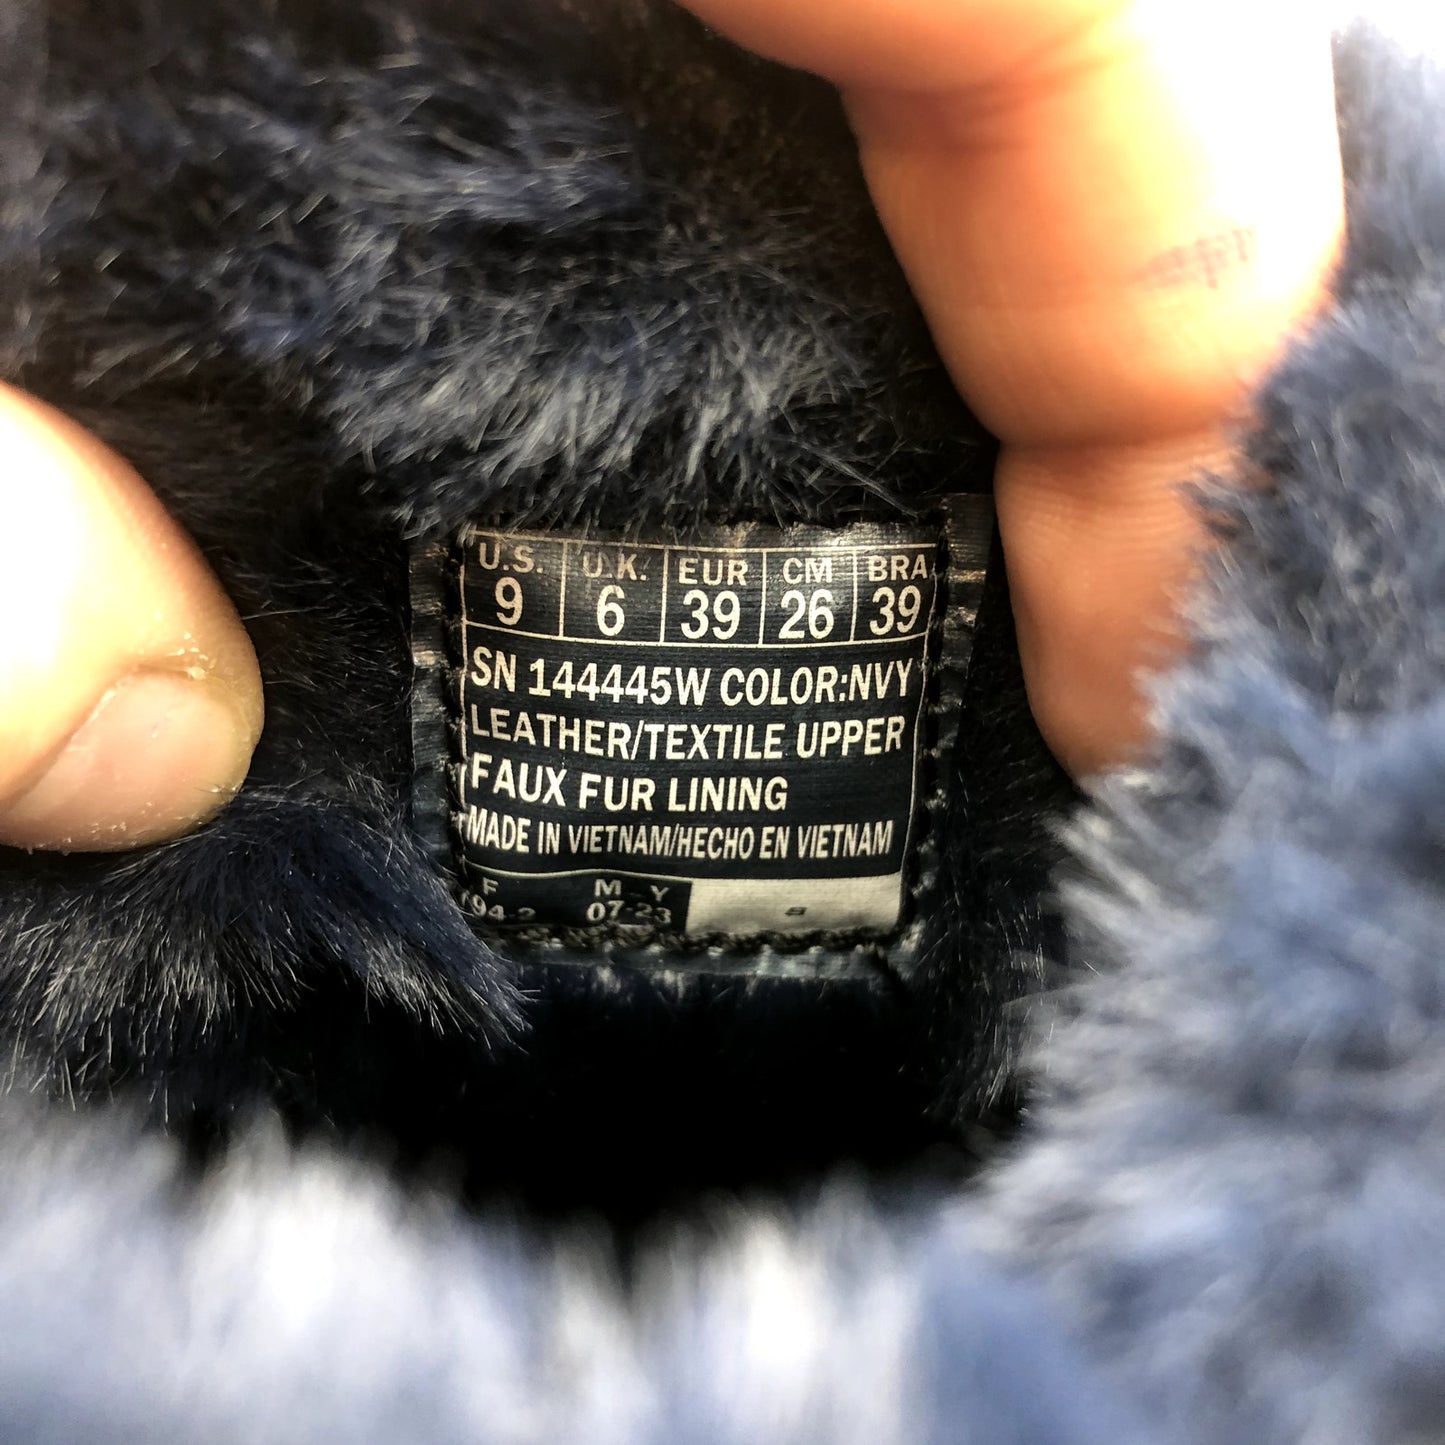 U.S. U.K. EUR CM BRA
9 6 39 26 39
SN 144445W COLOR:NVY
LEATHER/TEXTILE UPPER
FAUX FUR LINING
MADE IN VIETNAM/HECHO EN VIETNAM
F M - Y
07-23